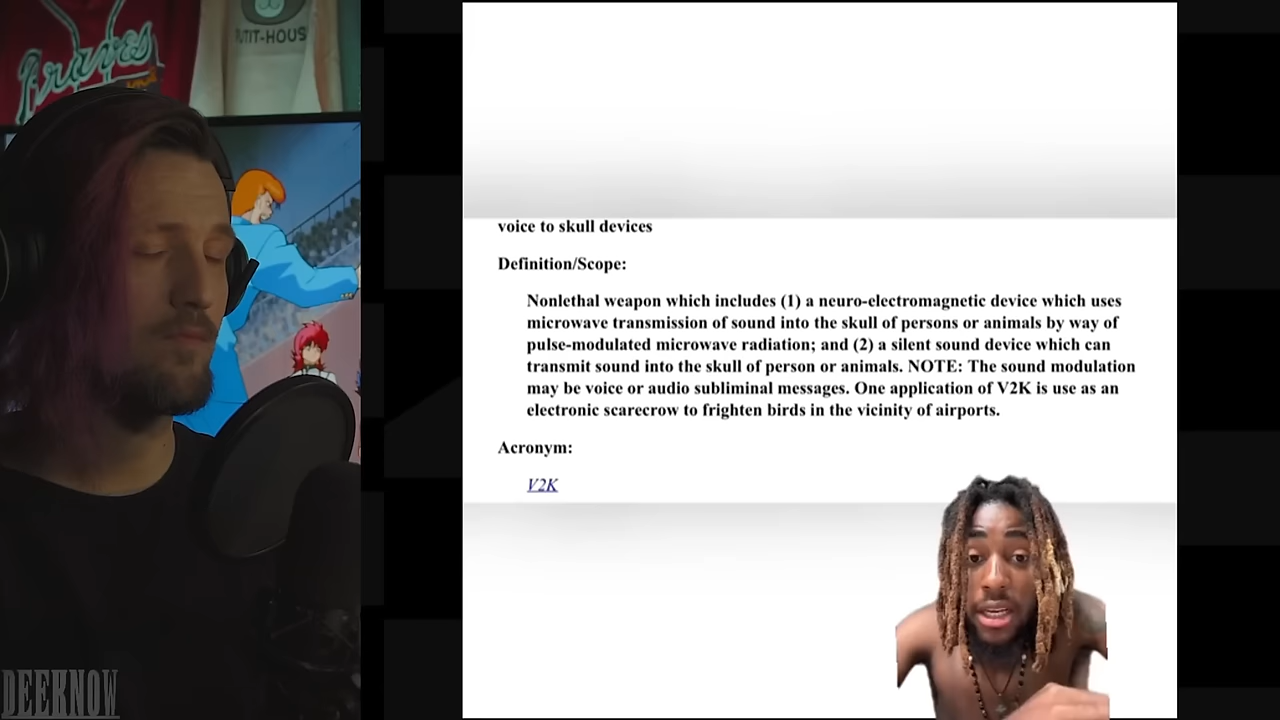 Braves
voice to skull devices
Definition/Scope:
Nonlethal weapon which includes (1) a neuro-electromagnetic device which uses
microwave transmission of sound into the skull of persons or animals by way of
pulse-modulated microwave radiation; and (2) a silent sound device which can
transmit sound into the skull of person or animals. NOTE: The sound modulation
may be voice or audio subliminal messages. One application of V2K is use as an
electronic scarecrow to frighten birds in the vicinity of airports.
Acronym:
V2K
DEEKNOW